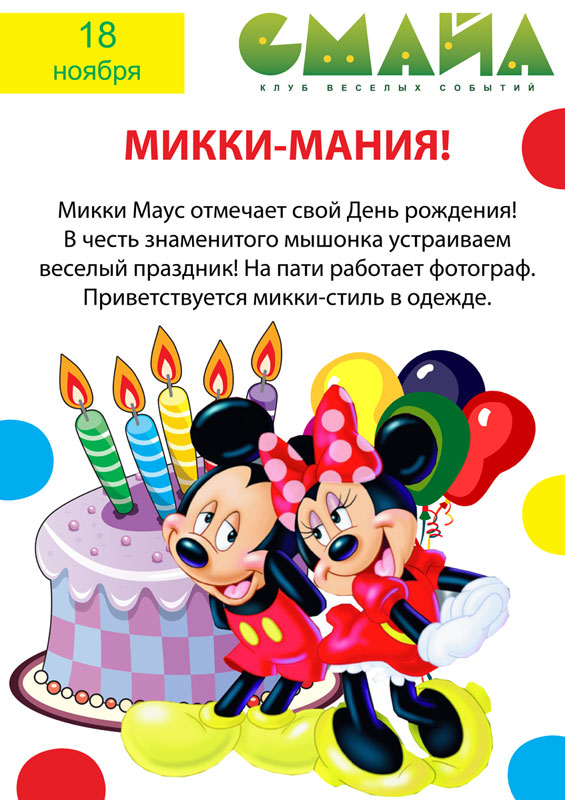 18
ноября
СМАЙЛ
КЛУБ ВЕСЕЛЫХ СОБЫТИЙ
МИККИ-МАНИЯ!
Микки Маус отмечает свой День рождения!
В честь знаменитого мышонка устраиваем
веселый праздник! На пати работает фотограф.
Приветствуется микки-стиль в одежде.